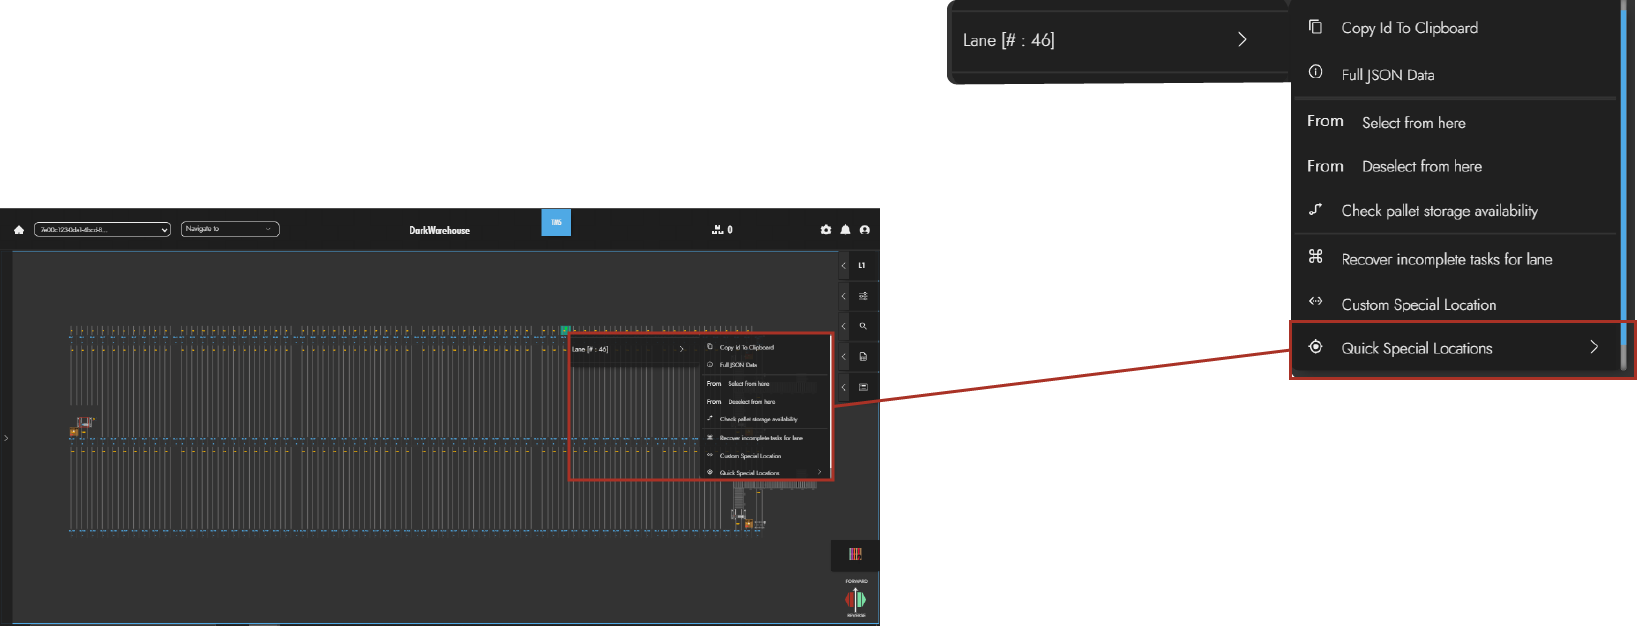 Lane [# : 46]
Copy Id To Clipboard
Full JSON Data
From Select from here
From Deselect from here
Check pallet storage availability
Recover incomplete tasks for lane
Custom Special Location
Quick Special Locations
Navigate to
DarkWarehouse
0
L1
Lane [# : 46]
Copy Id To Clipboard
Full JSON Data
From Select from here
From Deselect from here
Check pallet storage availability
Recover incomplete tasks for lane
Custom Special Location
Quick Special Locations
FORWARD
REVERSE